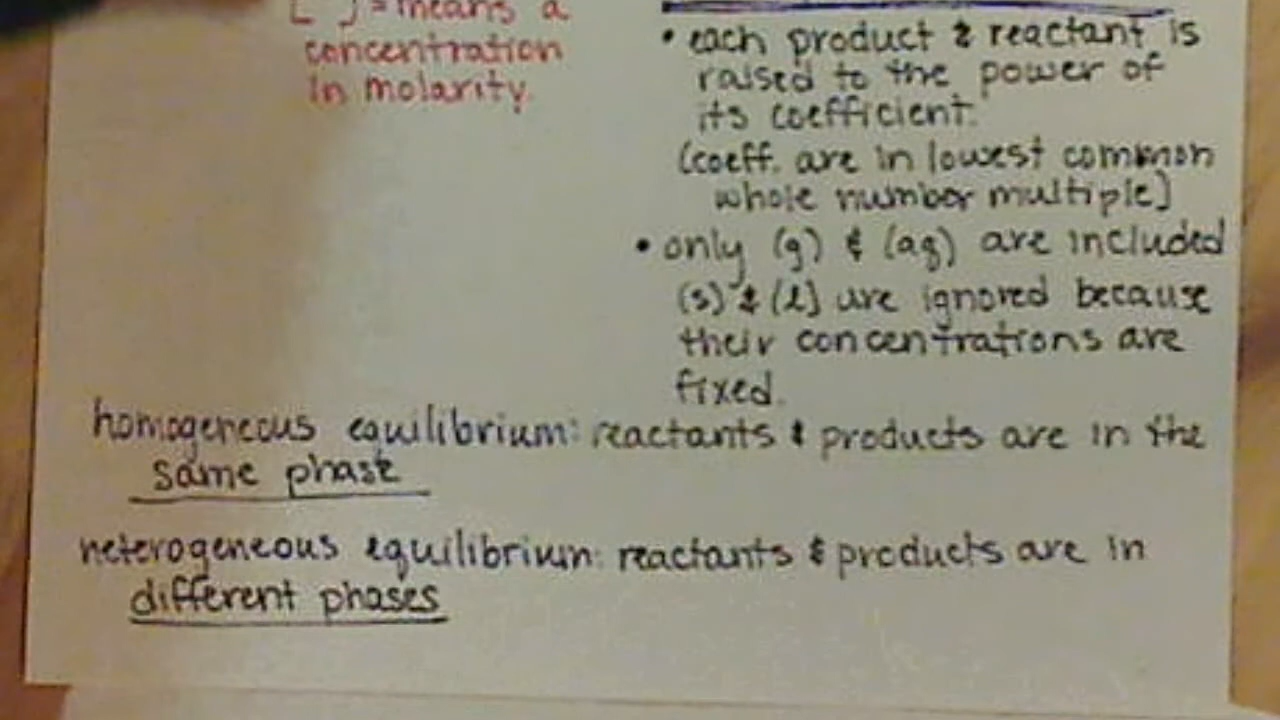 [ ] = means a
concentration
in molarity.
• each product & reactant is
raised to the power of
its coefficient.
(coeff. are in lowest common
whole number multiple)
• only (g) & (aq) are included
(s) & (l) are ignored because
their concentrations are
fixed.
homogeneous equilibrium: reactants & products are in the
same phase
heterogeneous equilibrium: reactants & products are in
different phases